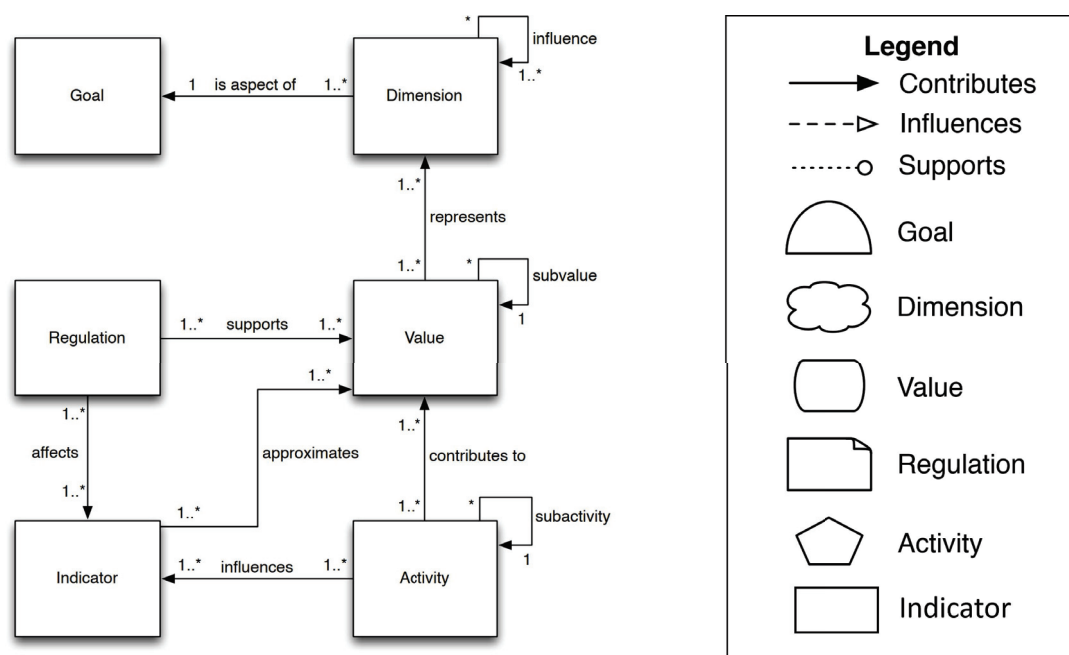 *
influence
1..*
Goal
1 is aspect of 1..*
Dimension
1..*
represents
1..*
*
subvalue
1
Regulation
1..* supports 1..*
Value
1..*
1..*
affects
1..*
approximates
1..*
1..*
contributes to
1..*
*
subactivity
1
Indicator
1..* influences 1..*
Activity
Legend
Contributes
Influences
Supports
Goal
Dimension
Value
Regulation
Activity
Indicator